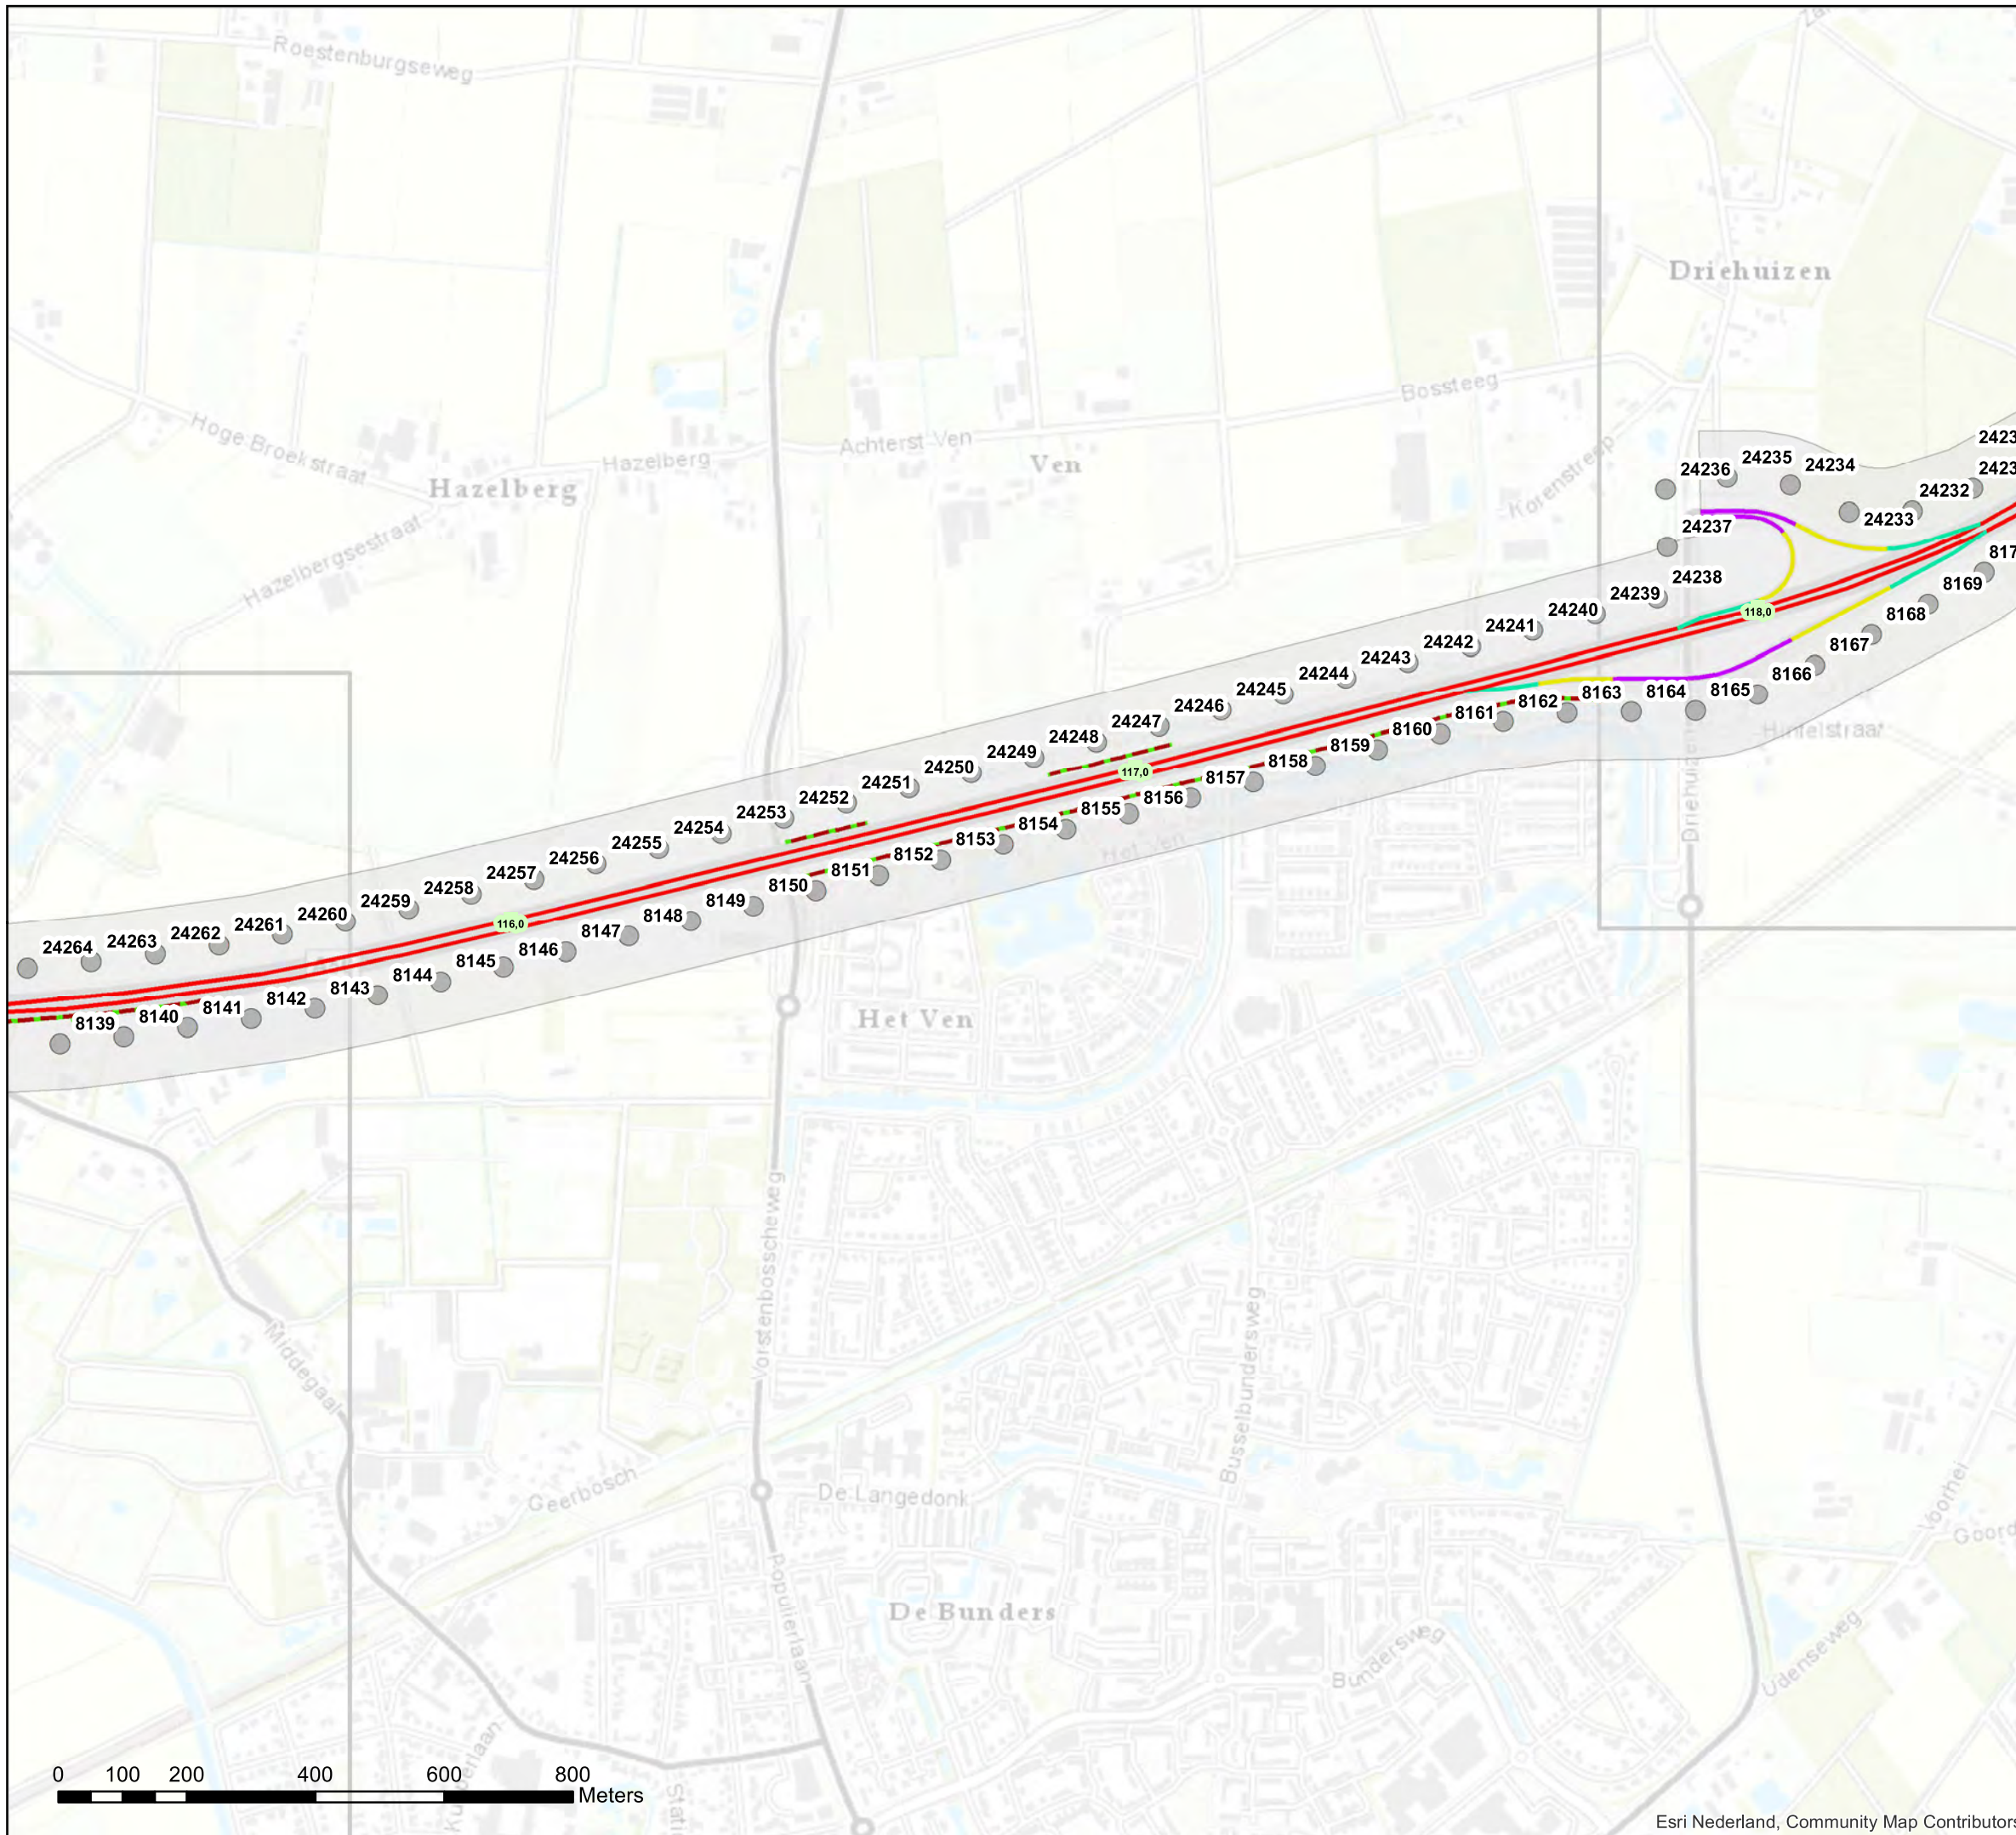 Roestenburgseweg
Driehuizen
Bossteeg
Hoge Broekstraat
Achterst Ven
Hazelberg
Ven
Hazelberg
Korenstreep
Hazelbergsestraat
24236
24235
24234
24232
24233
24237
24238
24239
24240
24241
24242
24243
24244
24245
24246
24247
24248
24249
24250
24251
24252
24253
24254
24255
24256
24257
24258
24259
24260
24261
24262
24263
24264
118,0
117,0
116,0
8169
8168
8167
8166
8165
8164
8163
8162
8161
8160
8159
8158
8157
8156
8155
8154
8153
8152
8151
8150
8149
8148
8147
8146
8145
8144
8143
8142
8141
8140
8139
Hintelstraat
Het Ven
Het Ven
Vorstenbosscheweg
Busselbundersweg
Middegaal
Geerbosch
De Langedonk
Populierlaan
De Bunders
Bundersweg
Voorhei
Udenseweg
0 100 200 400 600 800
Meters
Esri Nederland, Community Map Contributors